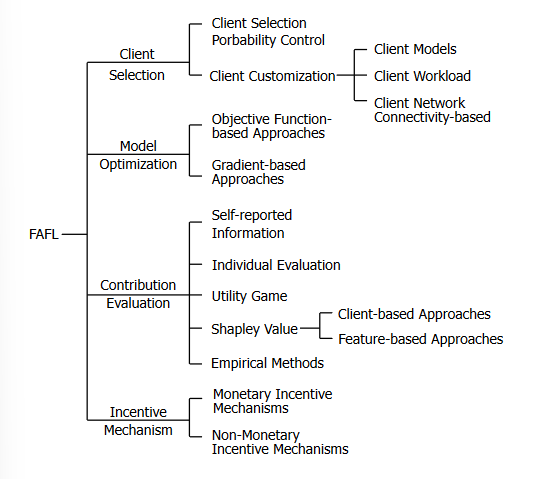 Client Selection
Porbability Control
Client
Selection
Client Customization
Client Models
Client Workload
Client Network
Connectivity-based
Objective Function-
based Approaches
Model
Optimization
Gradient-based
Approaches
FAFL
Self-reported
Information
Individual Evaluation
Contribution
Evaluation
Utility Game
Shapley Value
Client-based Approaches
Feature-based Approaches
Empirical Methods
Incentive
Mechanism
Monetary Incentive
Mechanisms
Non-Monetary
Incentive Mechanisms